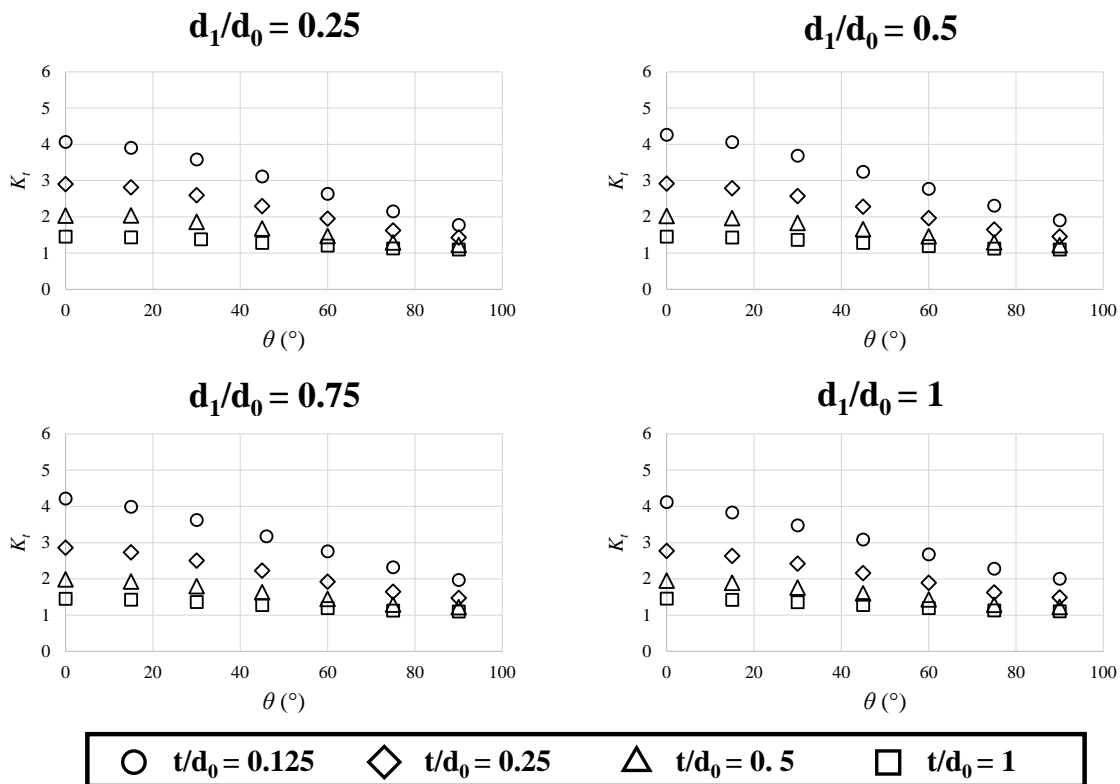 d₁/d₀ = 0.25
6
5
4
3
2
1
0
Kₜ
0 20 40 60 80 100
θ (°)
d₁/d₀ = 0.5
6
5
4
3
2
1
0
Kₜ
0 20 40 60 80 100
θ (°)
d₁/d₀ = 0.75
6
5
4
3
2
1
0
Kₜ
0 20 40 60 80 100
θ (°)
d₁/d₀ = 1
6
5
4
3
2
1
0
Kₜ
0 20 40 60 80 100
θ (°)
t/d₀ = 0.125 t/d₀ = 0.25 t/d₀ = 0. 5 t/d₀ = 1